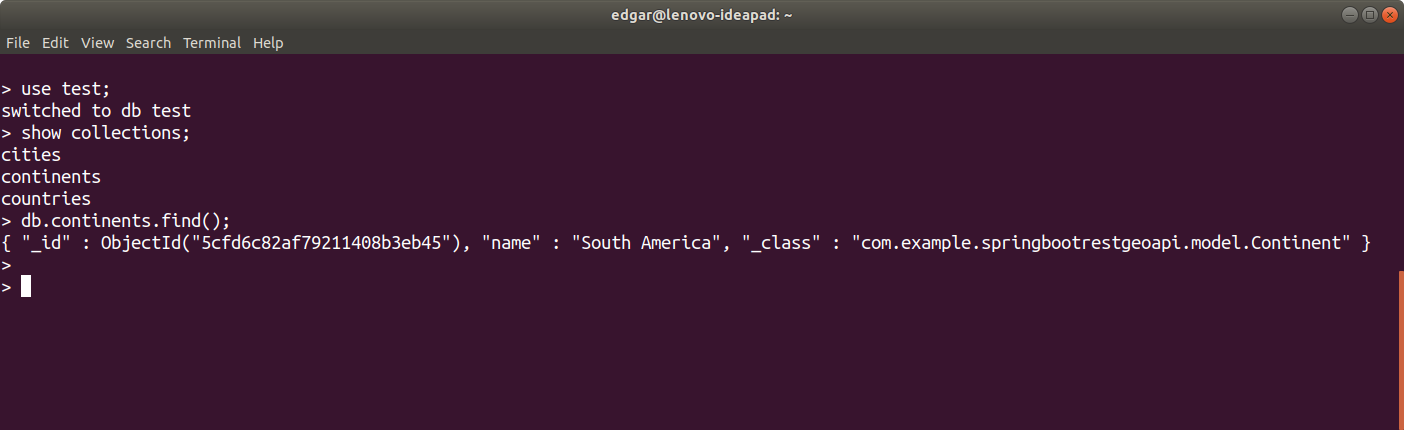 edgar@lenovo-ideapad: ~
File Edit View Search Terminal Help
> use test;
switched to db test
> show collections;
cities
continents
countries
> db.continents.find();
{ "_id" : ObjectId("5cfd6c82af79211408b3eb45"), "name" : "South America", "_class" : "com.example.springbootrestgeoapi.model.Continent" }
>
>